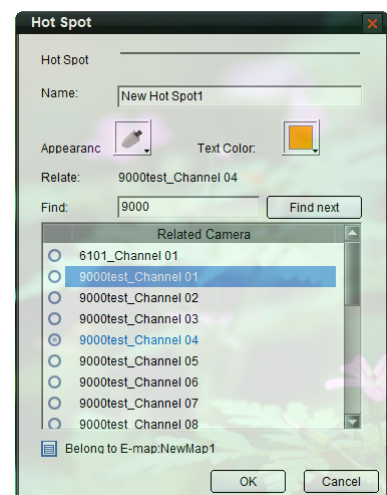 Hot Spot
Hot Spot
Name: New Hot Spot1
Appearanc Text Color:
Relate: 9000test_Channel 04
Find: 9000 Find next
Related Camera
6101_Channel 01
9000test_Channel 01
9000test_Channel 02
9000test_Channel 03
9000test_Channel 04
9000test_Channel 05
9000test_Channel 06
9000test_Channel 07
9000test_Channel 08
Belong to E-map:NewMap1
OK Cancel